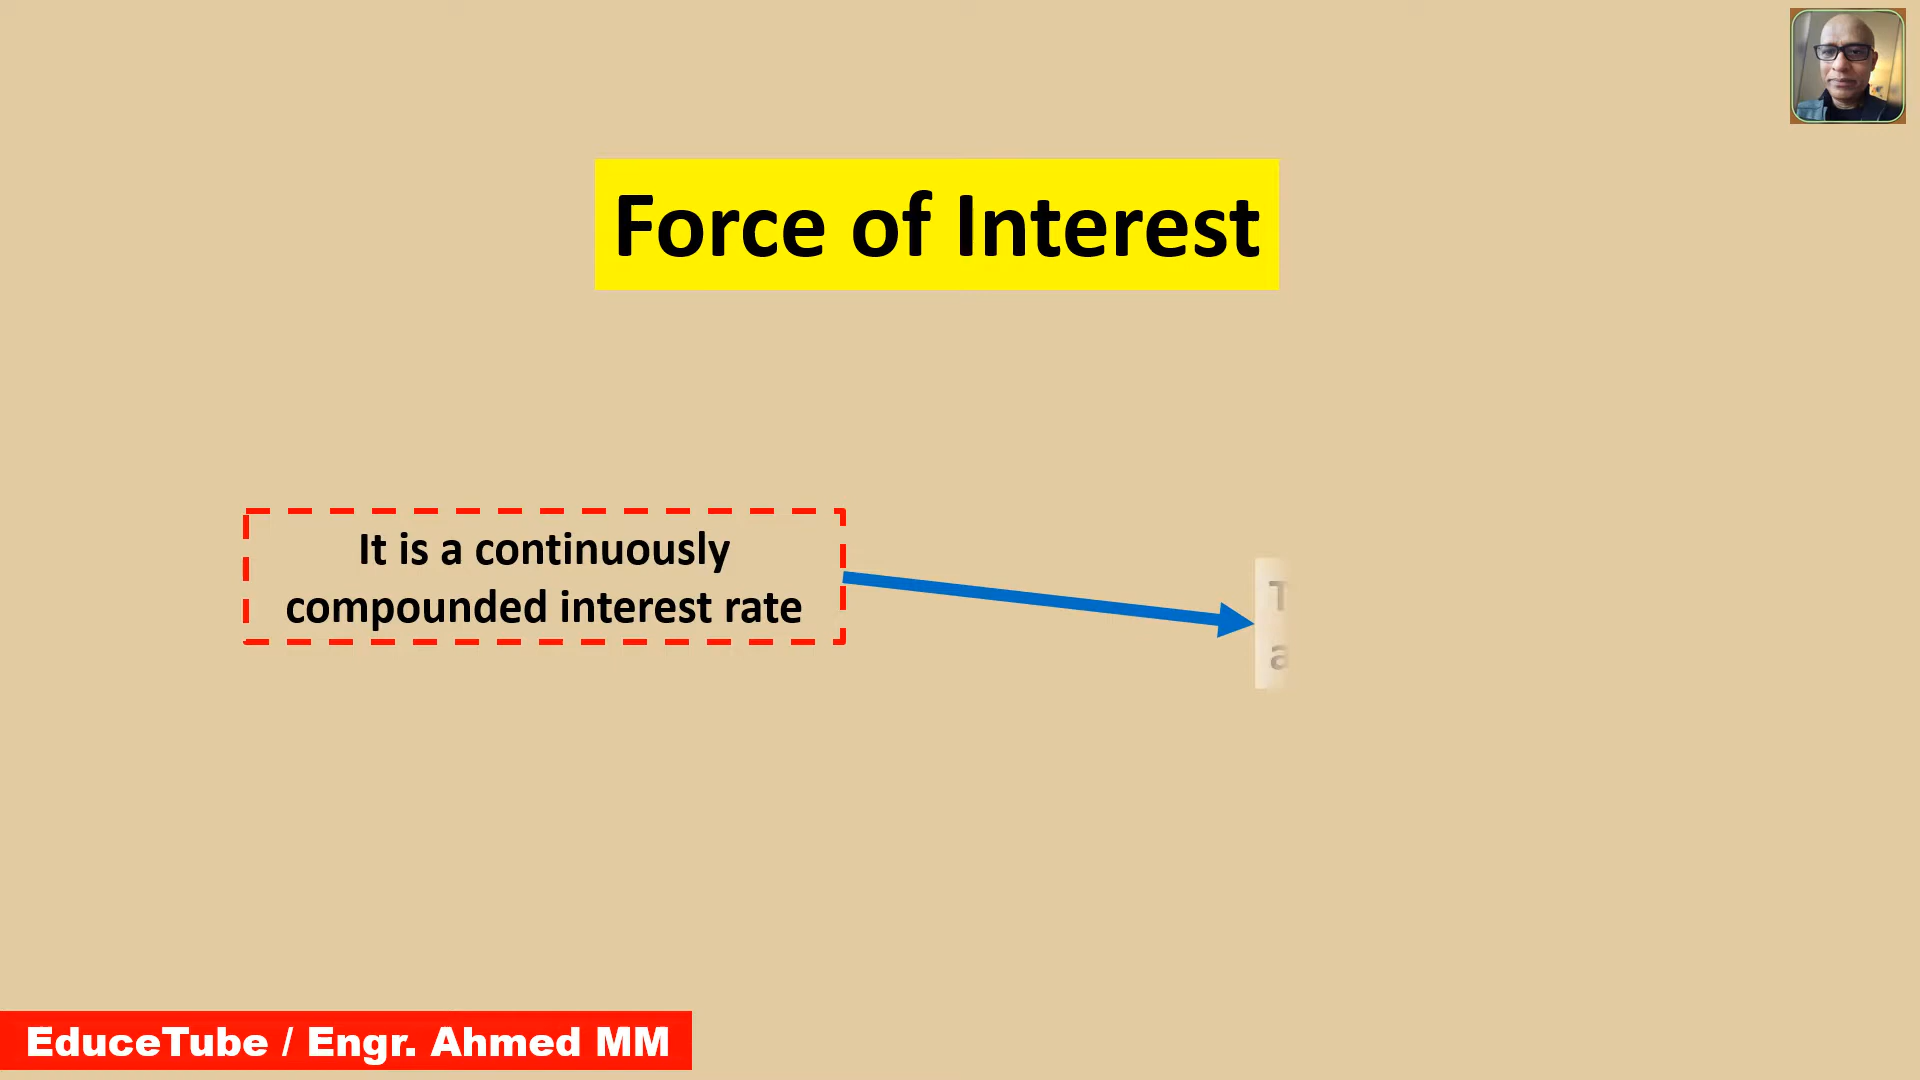 Force of Interest
It is a continuously
compounded interest rate
EduceTube / Engr. Ahmed MM